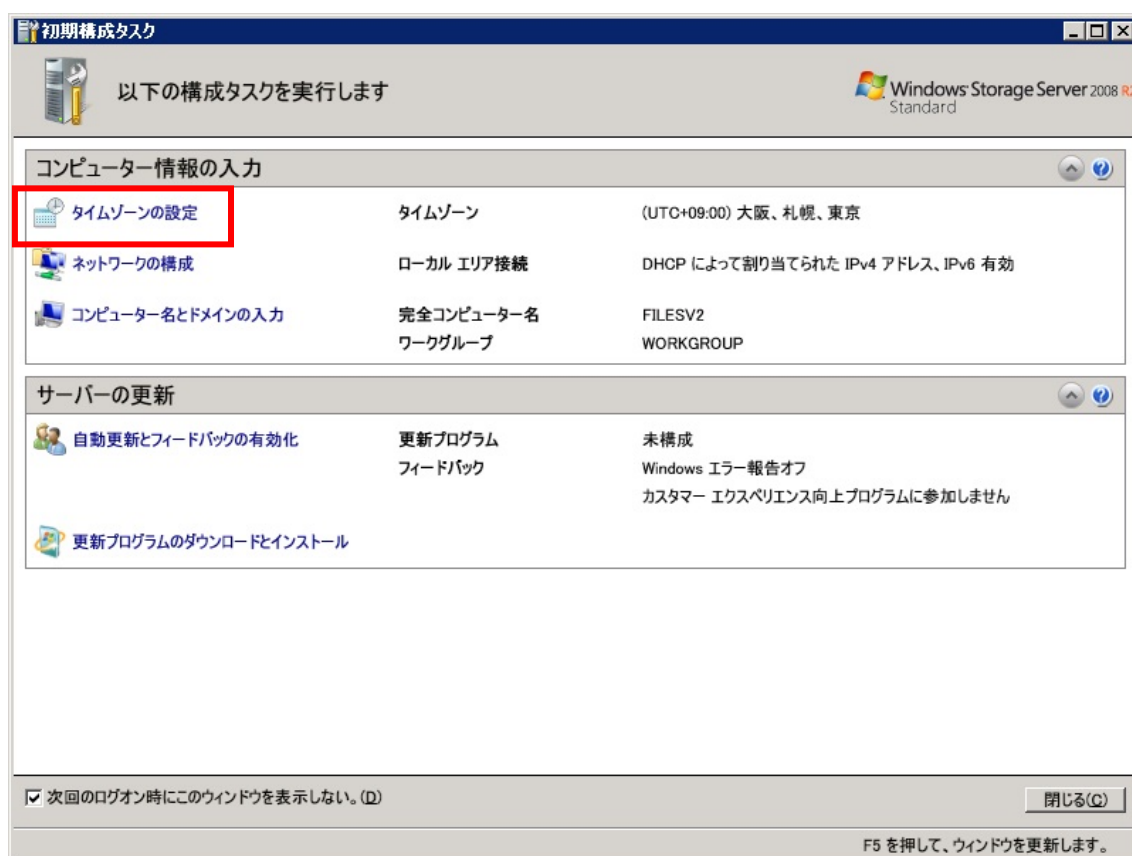 初期構成タスク
以下の構成タスクを実行します
Windows Storage Server 2008 R2
Standard
コンピューター情報の入力
タイムゾーンの設定 タイムゾーン (UTC+09:00) 大阪、札幌、東京
ネットワークの構成 ローカル エリア接続 DHCP によって割り当てられた IPv4 アドレス、IPv6 有効
コンピューター名とドメインの入力 完全コンピューター名 FILESV2
ワークグループ WORKGROUP
サーバーの更新
自動更新とフィードバックの有効化 更新プログラム 未構成
フィードバック Windows エラー報告オフ
カスタマー エクスペリエンス向上プログラムに参加しません
更新プログラムのダウンロードとインストール
次回のログオン時にこのウィンドウを表示しない。(D)
閉じる(C)
F5 を押して、ウィンドウを更新します。